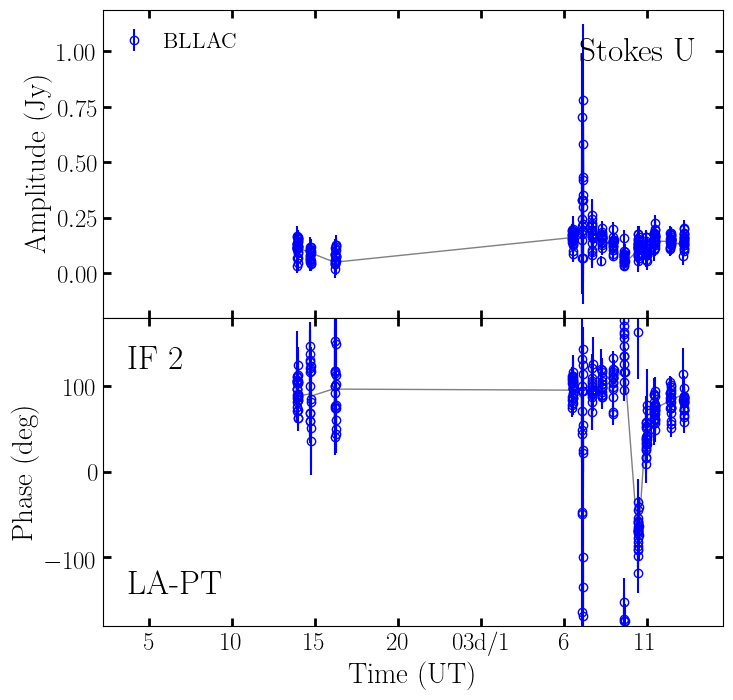 BLLAC
Stokes U
Amplitude (Jy)
1.00
0.75
0.50
0.25
0.00
IF 2
LA-PT
Phase (deg)
100
0
−100
5 10 15 20 03d/1 6 11
Time (UT)